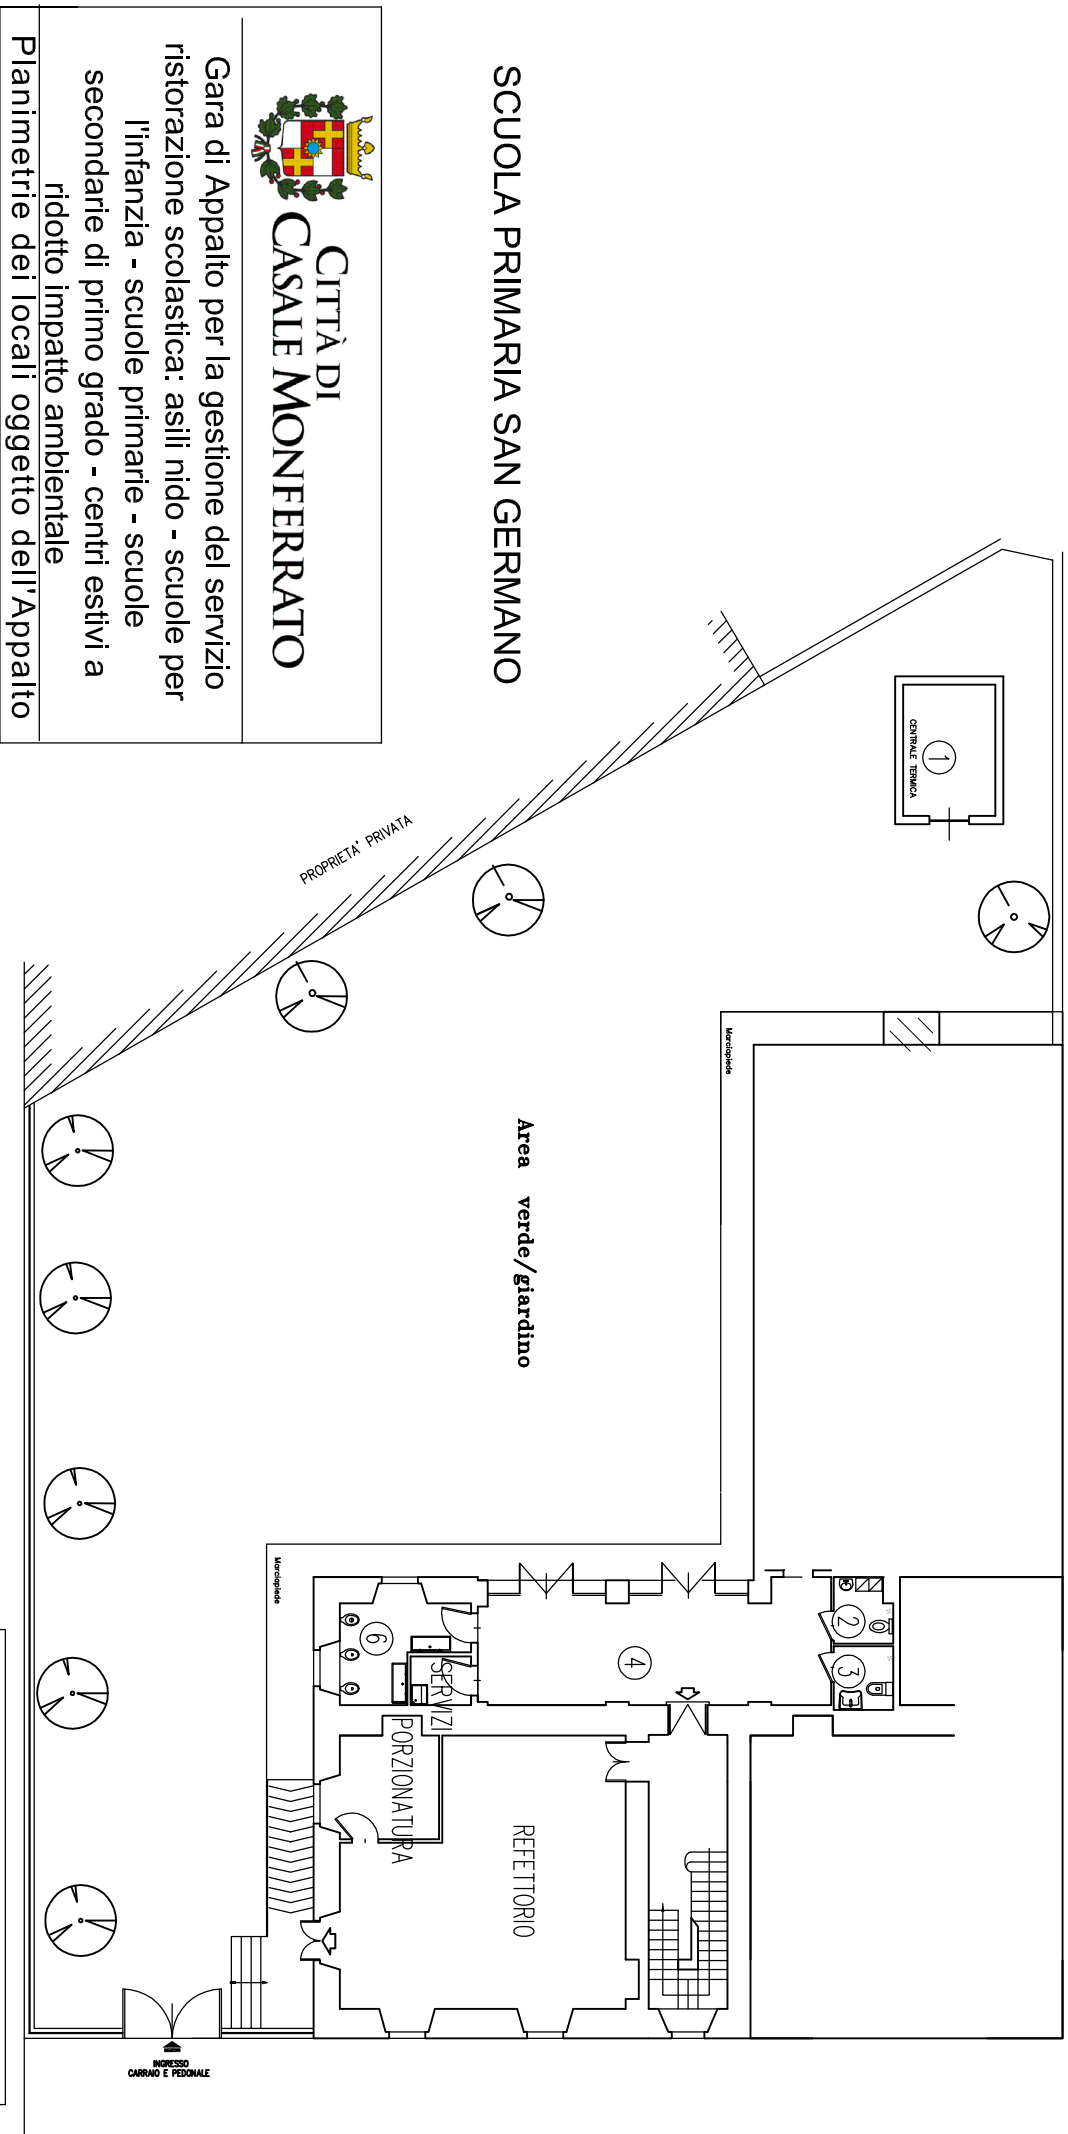 SCUOLA PRIMARIA SAN GERMANO
CITTÀ DI
CASALE MONFERRATO
Gara di Appalto per la gestione del servizio
ristorazione scolastica: asili nido - scuole per
l'infanzia - scuole primarie - scuole
secondarie di primo grado - centri estivi a
ridotto impatto ambientale
Planimetrie dei locali oggetto dell'Appalto
1
CENTRALE TERMICA
PROPRIETA' PRIVATA
Marciapiede
Area verde/giardino
Marciapiede
2
3
4
6
SERVIZI
PORZIONATURA
REFETTORIO
INGRESSO
CARRAIO E PEDONALE